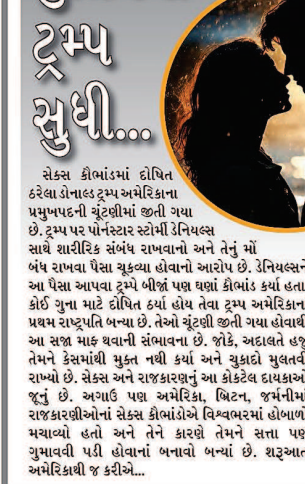 ટ્રમ્પ
સુધી...
સેક્સ કૌભાંડમાં દોષિત
ઠરેલા ડોનાલ્ડ ટ્રમ્પ અમેરિકાના
પ્રમુખપદની ચૂંટણીમાં જીતી ગયા
છે. ટ્રમ્પ પર પોર્નસ્ટાર સ્ટોર્મી ડેનિયલ્સ
સાથે શારીરિક સંબંધ રાખવાનો અને તેનું મોં
બંધ રાખવા પૈસા ચૂકવ્યા હોવાનો આરોપ છે. ડેનિયલ્સને
આ પૈસા આપવા ટ્રમ્પે બીજાં પણ ઘણાં કૌભાંડ કર્યા હતા
કોઈ ગુના માટે દોષિત ઠર્યા હોય તેવા ટ્રમ્પ અમેરિકાના
પ્રથમ રાષ્ટ્રપતિ બન્યા છે. તેઓ ચૂંટણી જીતી ગયા હોવાથી
આ સજા માફ થવાની સંભાવના છે. જોકે, અદાલતે હજુ
તેમને કેસમાંથી મુક્ત નથી કર્યા અને ચુકાદો મુલતવી
રાખ્યો છે. સેક્સ અને રાજકારણનું આ કોકટેલ દાયકાઓ
જૂનું છે. અગાઉ પણ અમેરિકા, બ્રિટન, જર્મનીમાં
રાજકારણીઓનાં સેક્સ કૌભાંડોએ વિશ્વભરમાં હોબાળો
મચાવ્યો હતો અને તેને કારણે તેમને સત્તા પણ
ગુમાવવી પડી હોવાનાં બનાવો બન્યાં છે. શરૂઆત
અમેરિકાથી જ કરીએ...